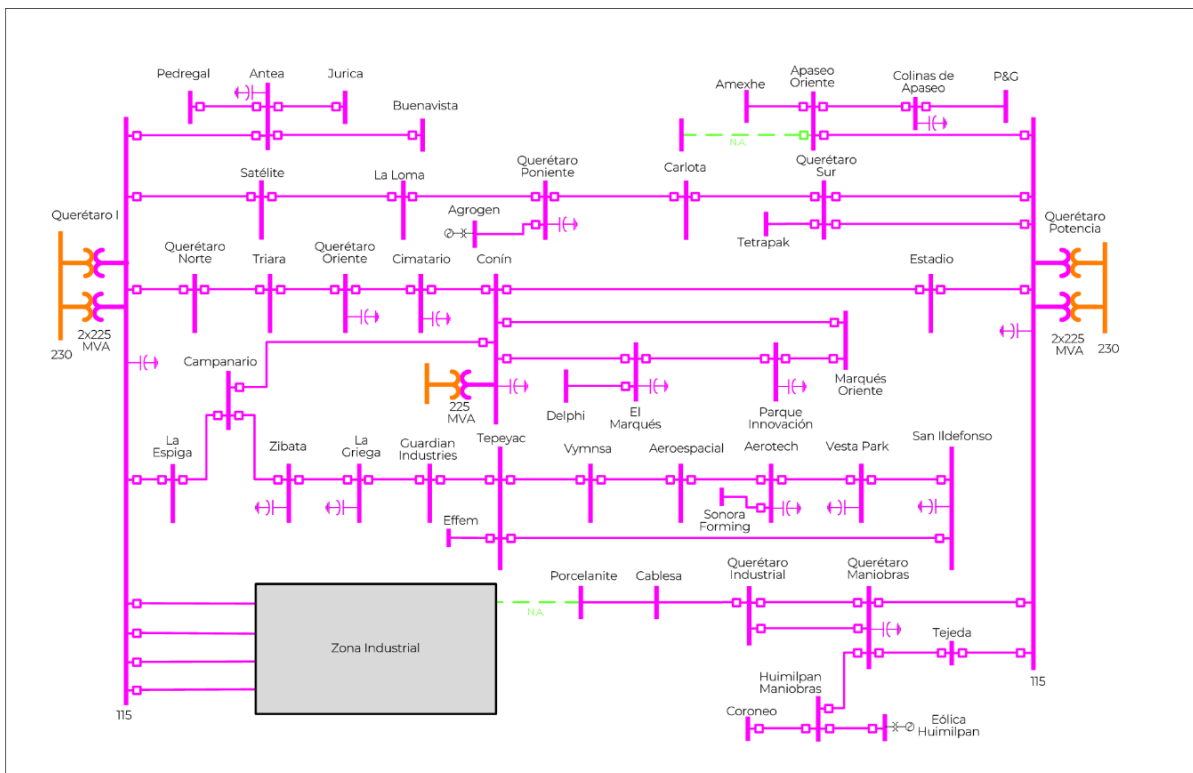 Pedregal
Antea
Jurica
Buenavista
Amexhe
Apaseo
Oriente
Colinas de
Apaseo
P&G
N.A.
Satélite
La Loma
Querétaro
Poniente
Carlota
Querétaro
Sur
Agrogen
Tetrapak
Querétaro I
Querétaro
Potencia
Querétaro
Norte
Triara
Querétaro
Oriente
Cimatario
Conín
Estadio
2x225
MVA
230
2x225
MVA
230
Campanario
225
MVA
Delphi
El
Marqués
Parque
Innovación
Marqués
Oriente
La
Espiga
Zibata
La
Griega
Guardian
Industries
Tepeyac
Vymnsa
Aeroespacial
Aerotech
Vesta Park
San Ildefonso
Effem
Sonora
Forming
Zona Industrial
N.A.
Porcelanite
Cablesa
Querétaro
Industrial
Querétaro
Maniobras
Tejeda
115
115
Huimilpan
Maniobras
Coroneo
Eólica
Huimilpan